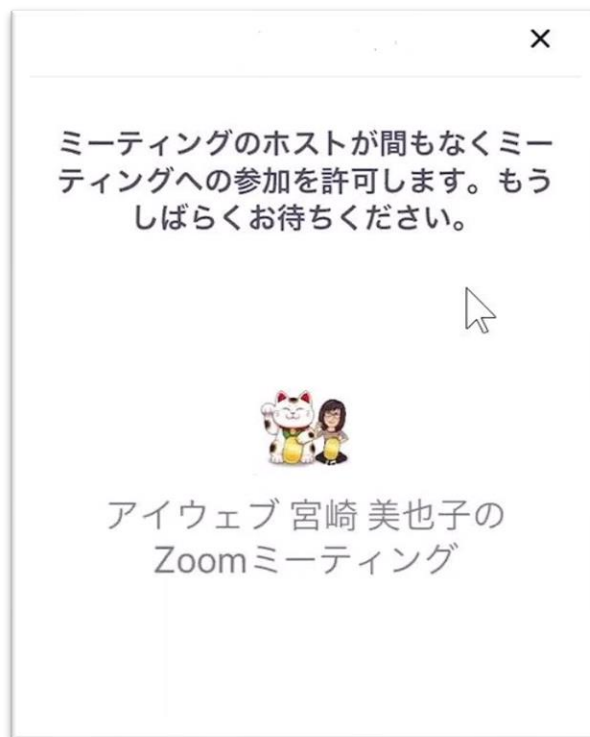 ミーティングのホストが間もなくミー
ティングへの参加を許可します。もう
しばらくお待ちください。
アイウェブ 宮崎 美也子の
Zoomミーティング